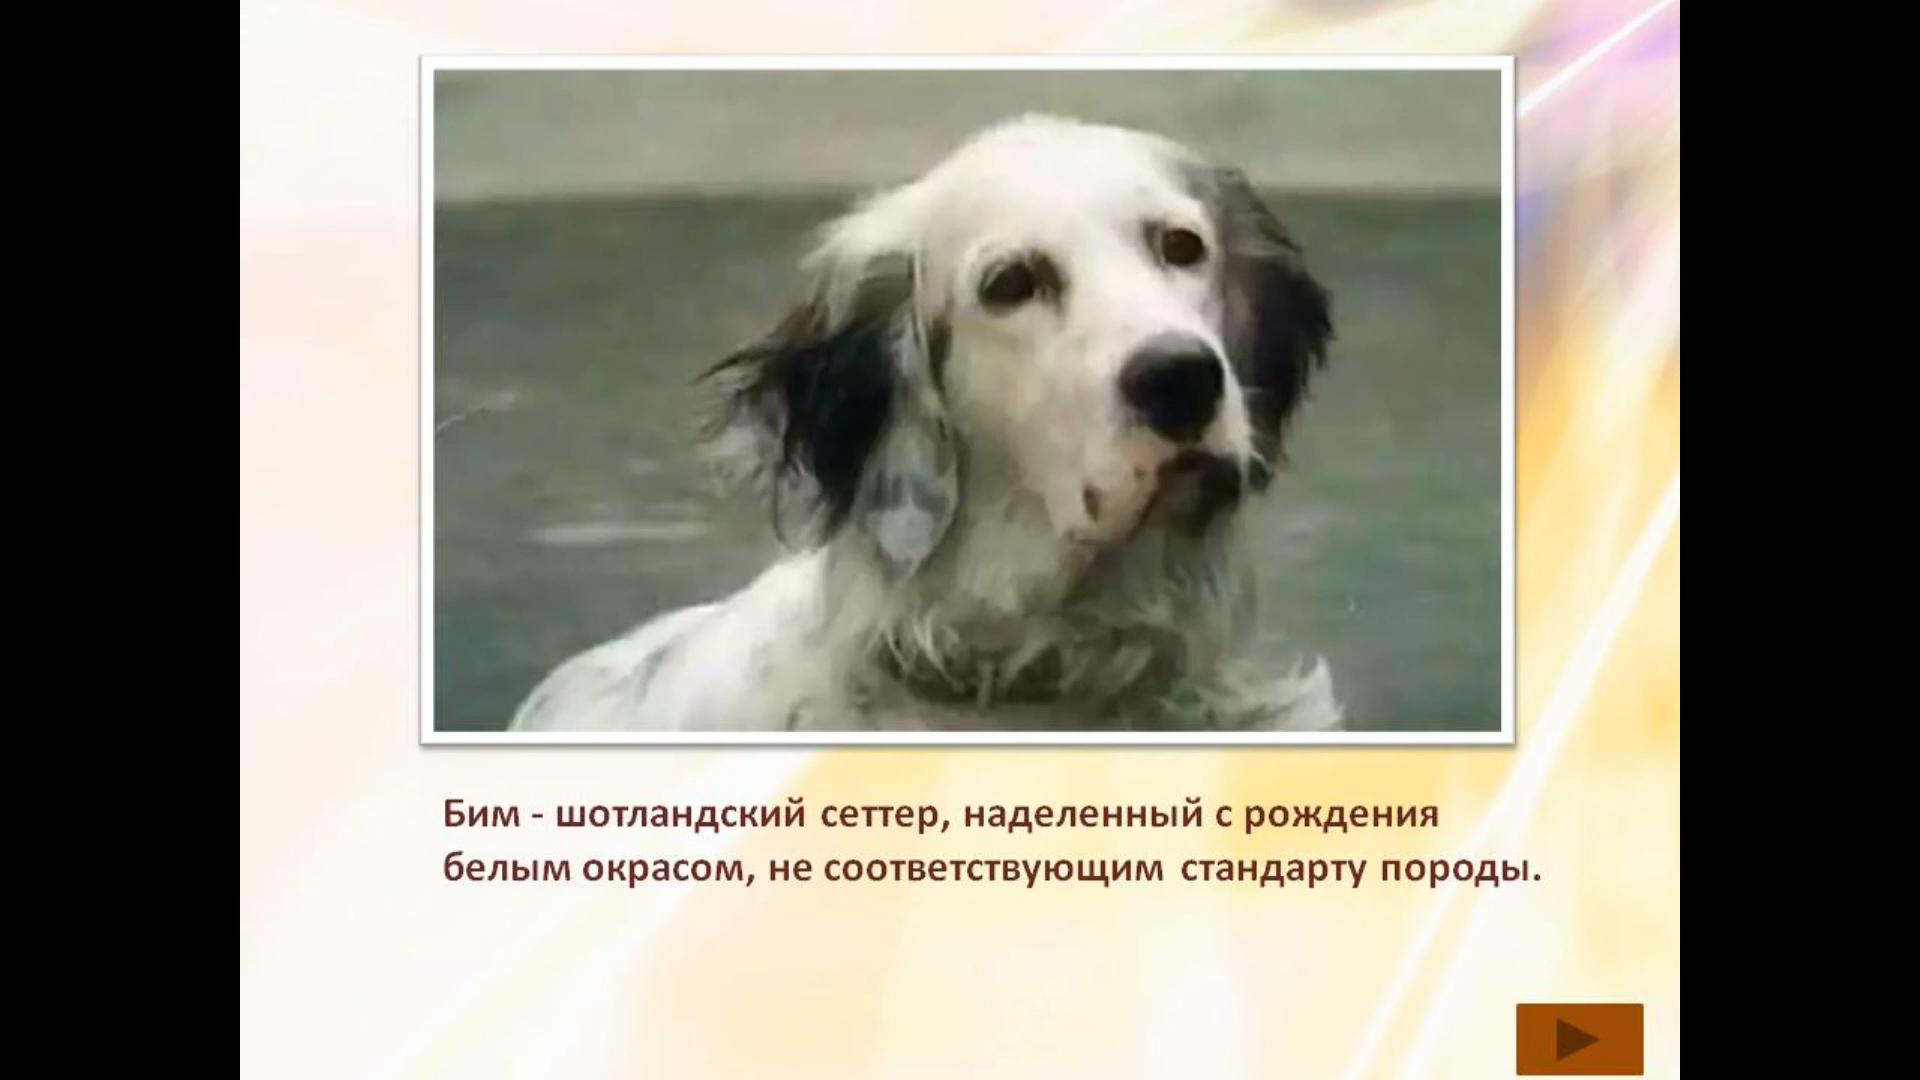 Бим - шотландский сеттер, наделенный с рождения
белым окрасом, не соответствующим стандарту породы.